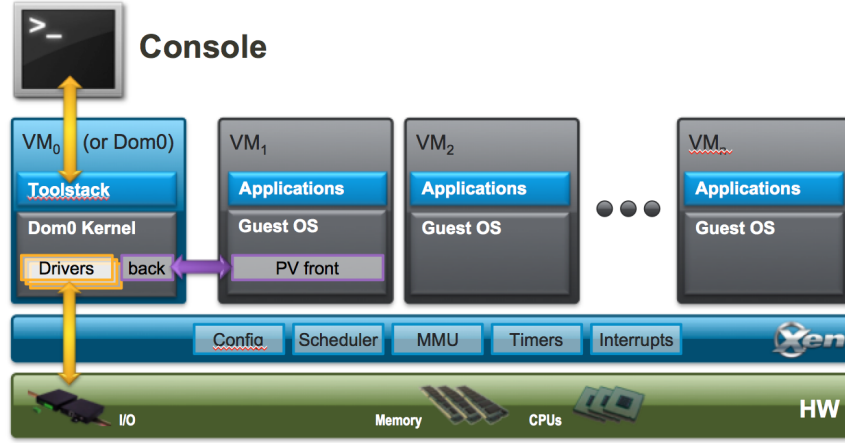 >_
Console
VM0 (or Dom0)
Toolstack
Dom0 Kernel
Drivers
back
VM1
Applications
Guest OS
PV front
VM2
Applications
Guest OS
VMn
Applications
Guest OS
Config
Scheduler
MMU
Timers
Interrupts
Xen
I/O
Memory
CPUs
HW